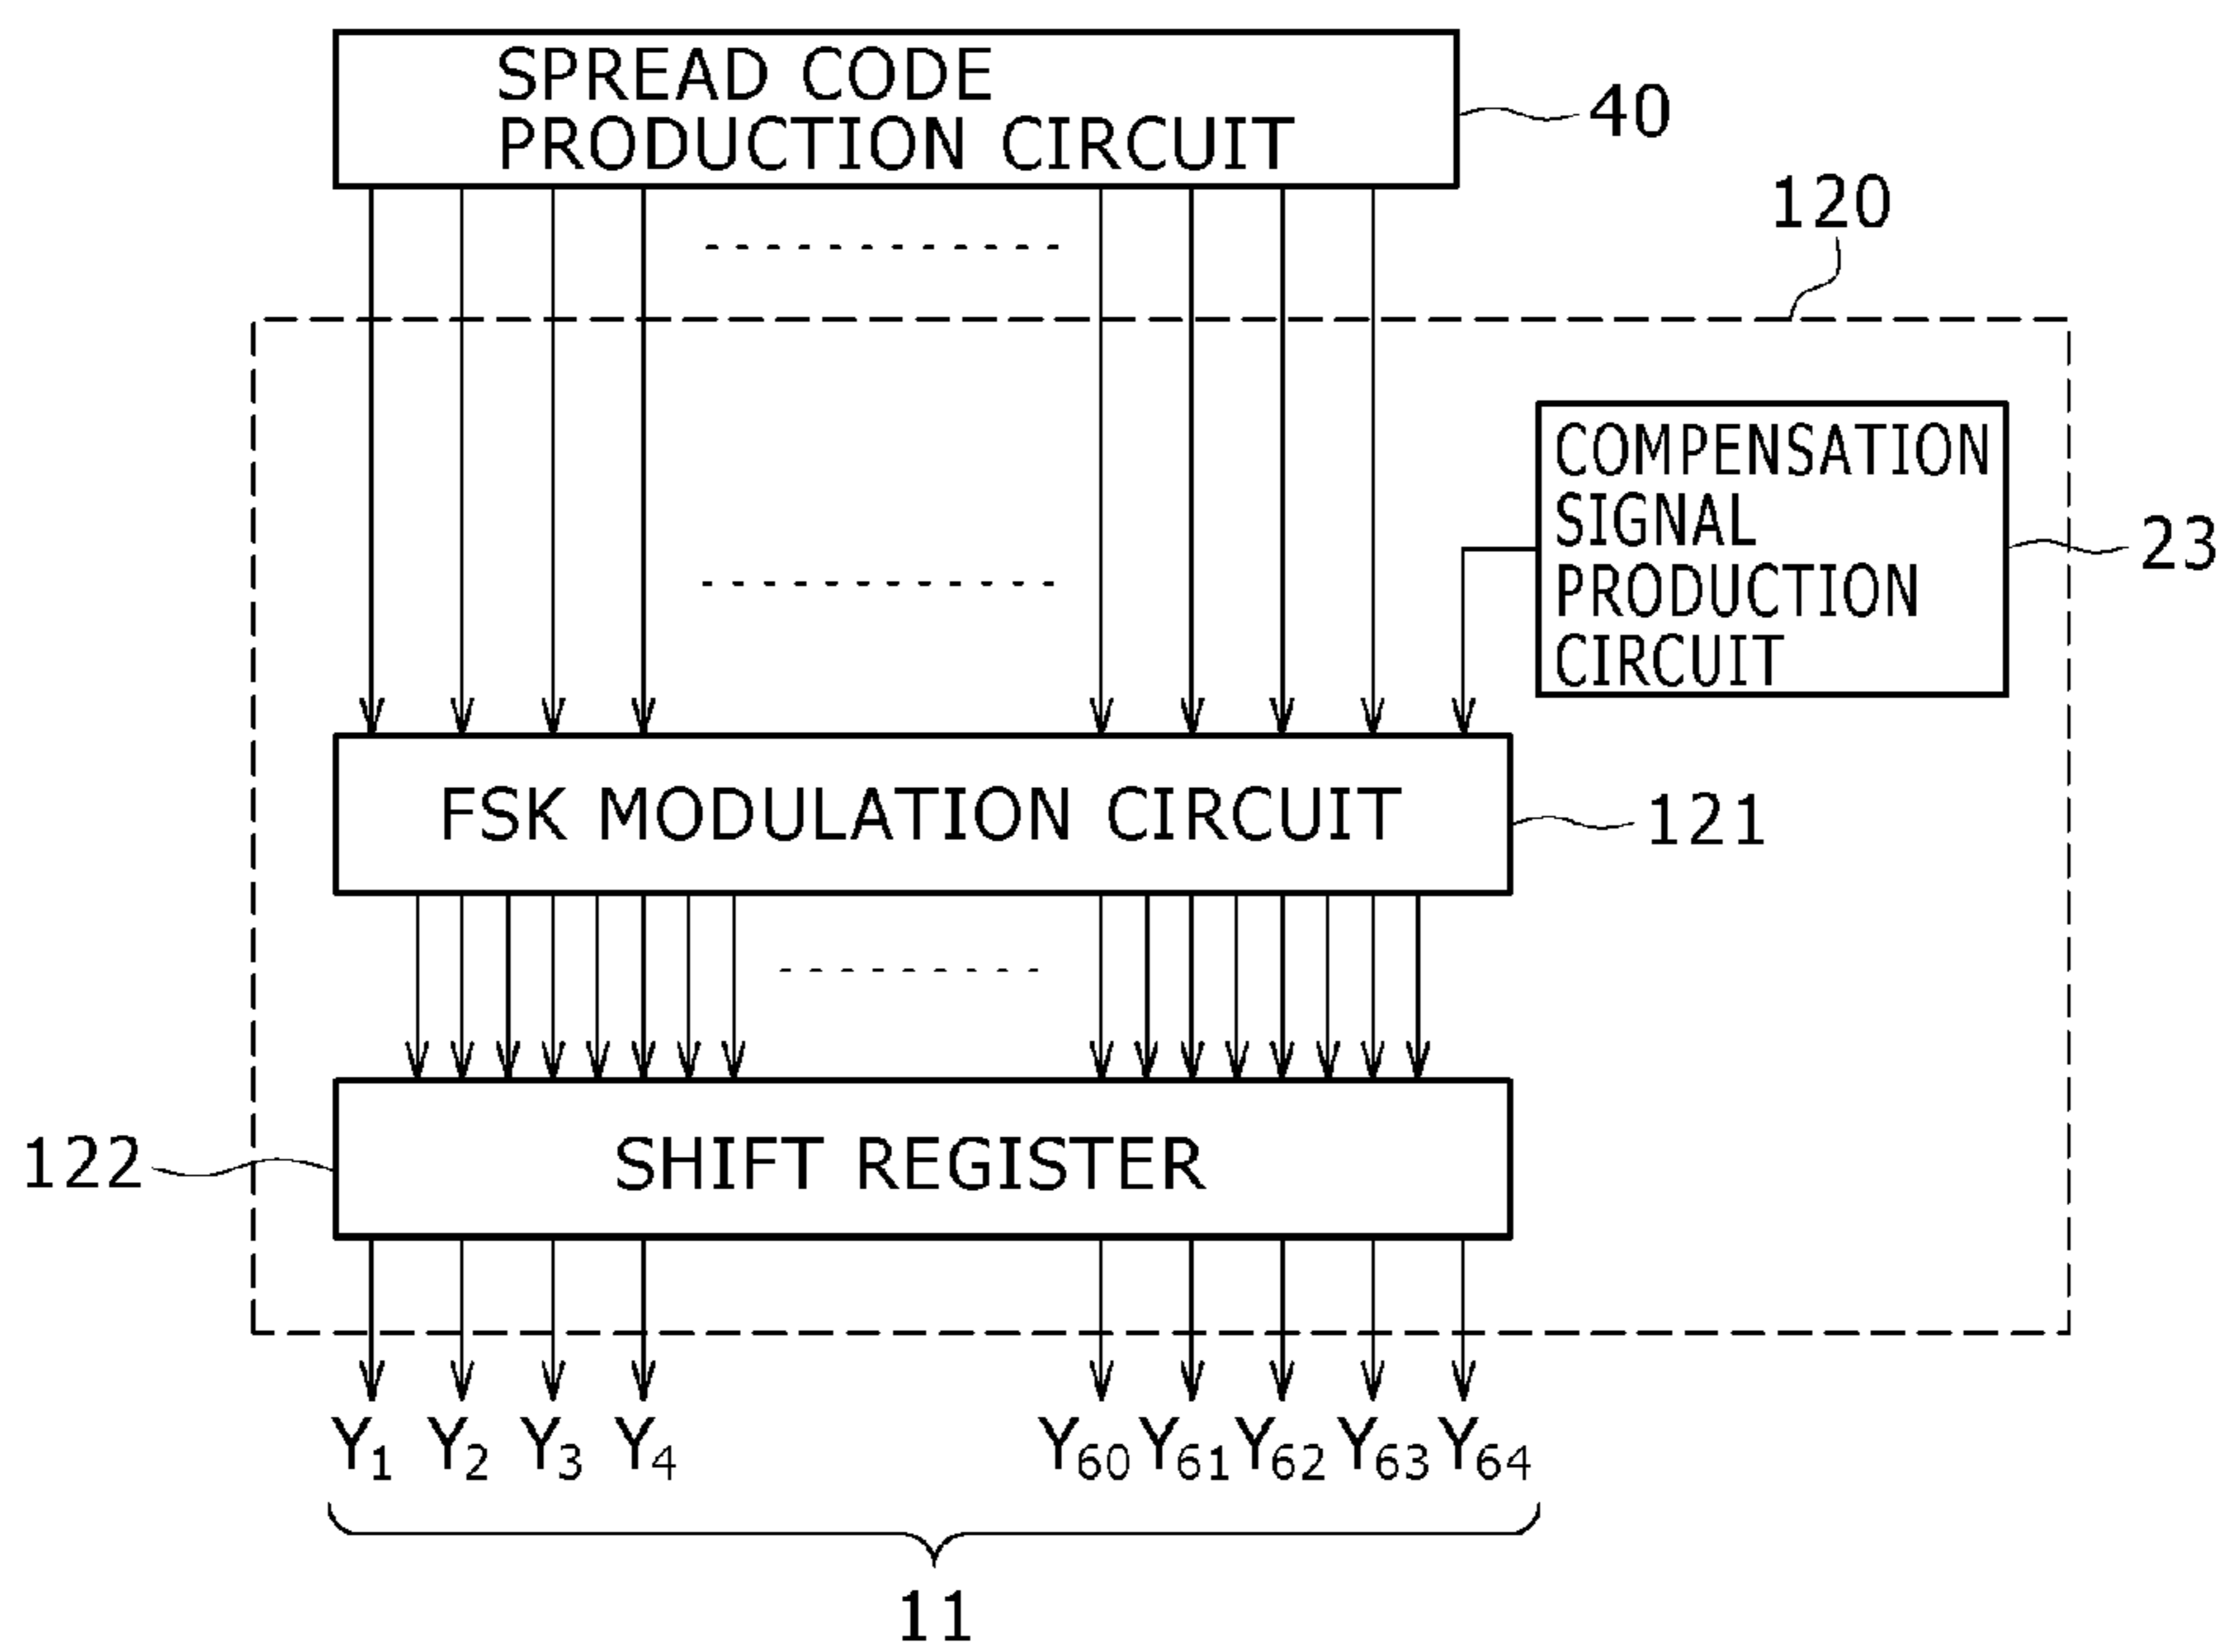 SPREAD CODE
PRODUCTION CIRCUIT
40
120
COMPENSATION
SIGNAL
PRODUCTION
CIRCUIT
23
FSK MODULATION CIRCUIT
121
SHIFT REGISTER
122
Y1 Y2 Y3 Y4 Y60 Y61 Y62 Y63 Y64
11